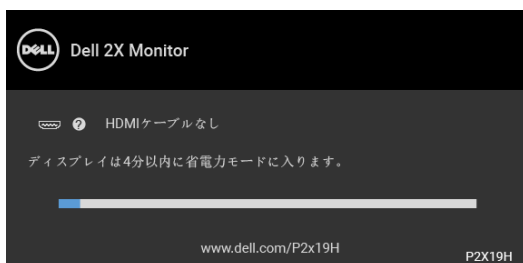 DELL Dell 2X Monitor
HDMIケーブルなし
ディスプレイは4分以内に省電力モードに入ります。
www.dell.com/P2x19H
P2X19H